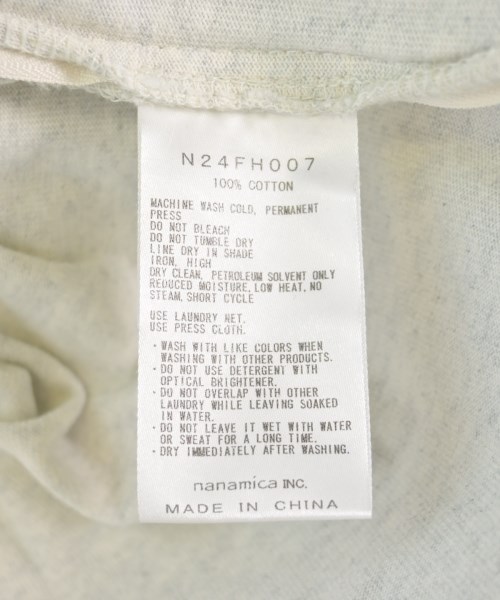 N24FH007
100% COTTON
MACHINE WASH COLD, PERMANENT
PRESS
DO NOT BLEACH
DO NOT TUMBLE DRY
LINE DRY IN SHADE
IRON, HIGH
DRY CLEAN, PETROLEUM SOLVENT ONLY
REDUCED MOISTURE, LOW HEAT, NO
STEAM, SHORT CYCLE
USE LAUNDRY NET.
USE PRESS CLOTH.
・WASH WITH LIKE COLORS WHEN
WASHING WITH OTHER PRODUCTS.
・DO NOT USE DETERGENT WITH
OPTICAL BRIGHTENER.
・DO NOT OVERLAP WITH OTHER
LAUNDRY WHILE LEAVING SOAKED
IN WATER.
・DO NOT LEAVE IT WET WITH WATER
OR SWEAT FOR A LONG TIME.
・DRY IMMEDIATELY AFTER WASHING.
nanamica INC.
MADE IN CHINA